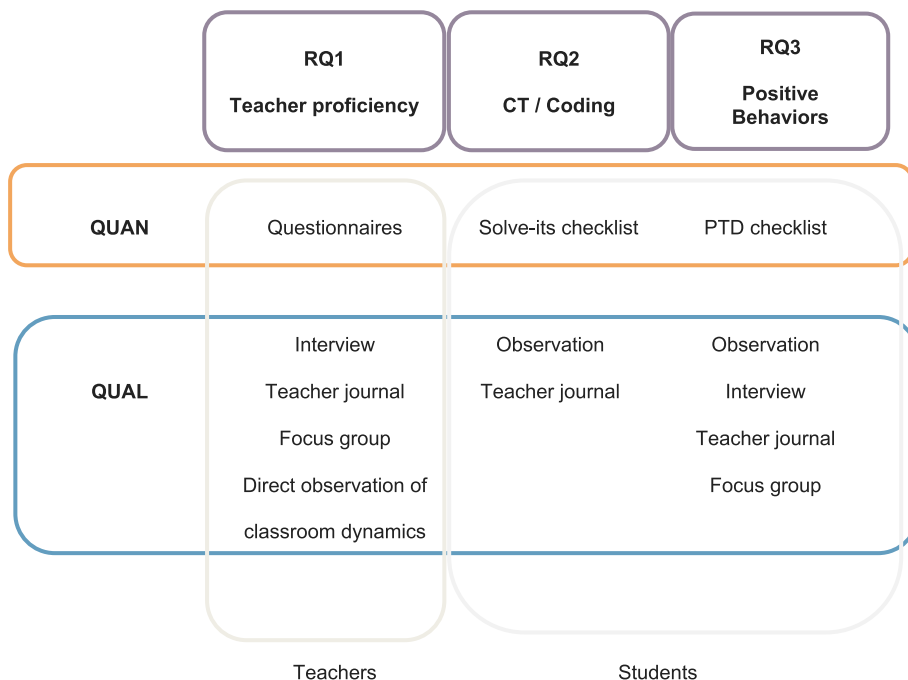 RQ1
Teacher proficiency
RQ2
CT / Coding
RQ3
Positive
Behaviors
QUAN
Questionnaires
Solve-its checklist
PTD checklist
QUAL
Interview
Teacher journal
Focus group
Direct observation of
classroom dynamics
Observation
Teacher journal
Observation
Interview
Teacher journal
Focus group
Teachers
Students